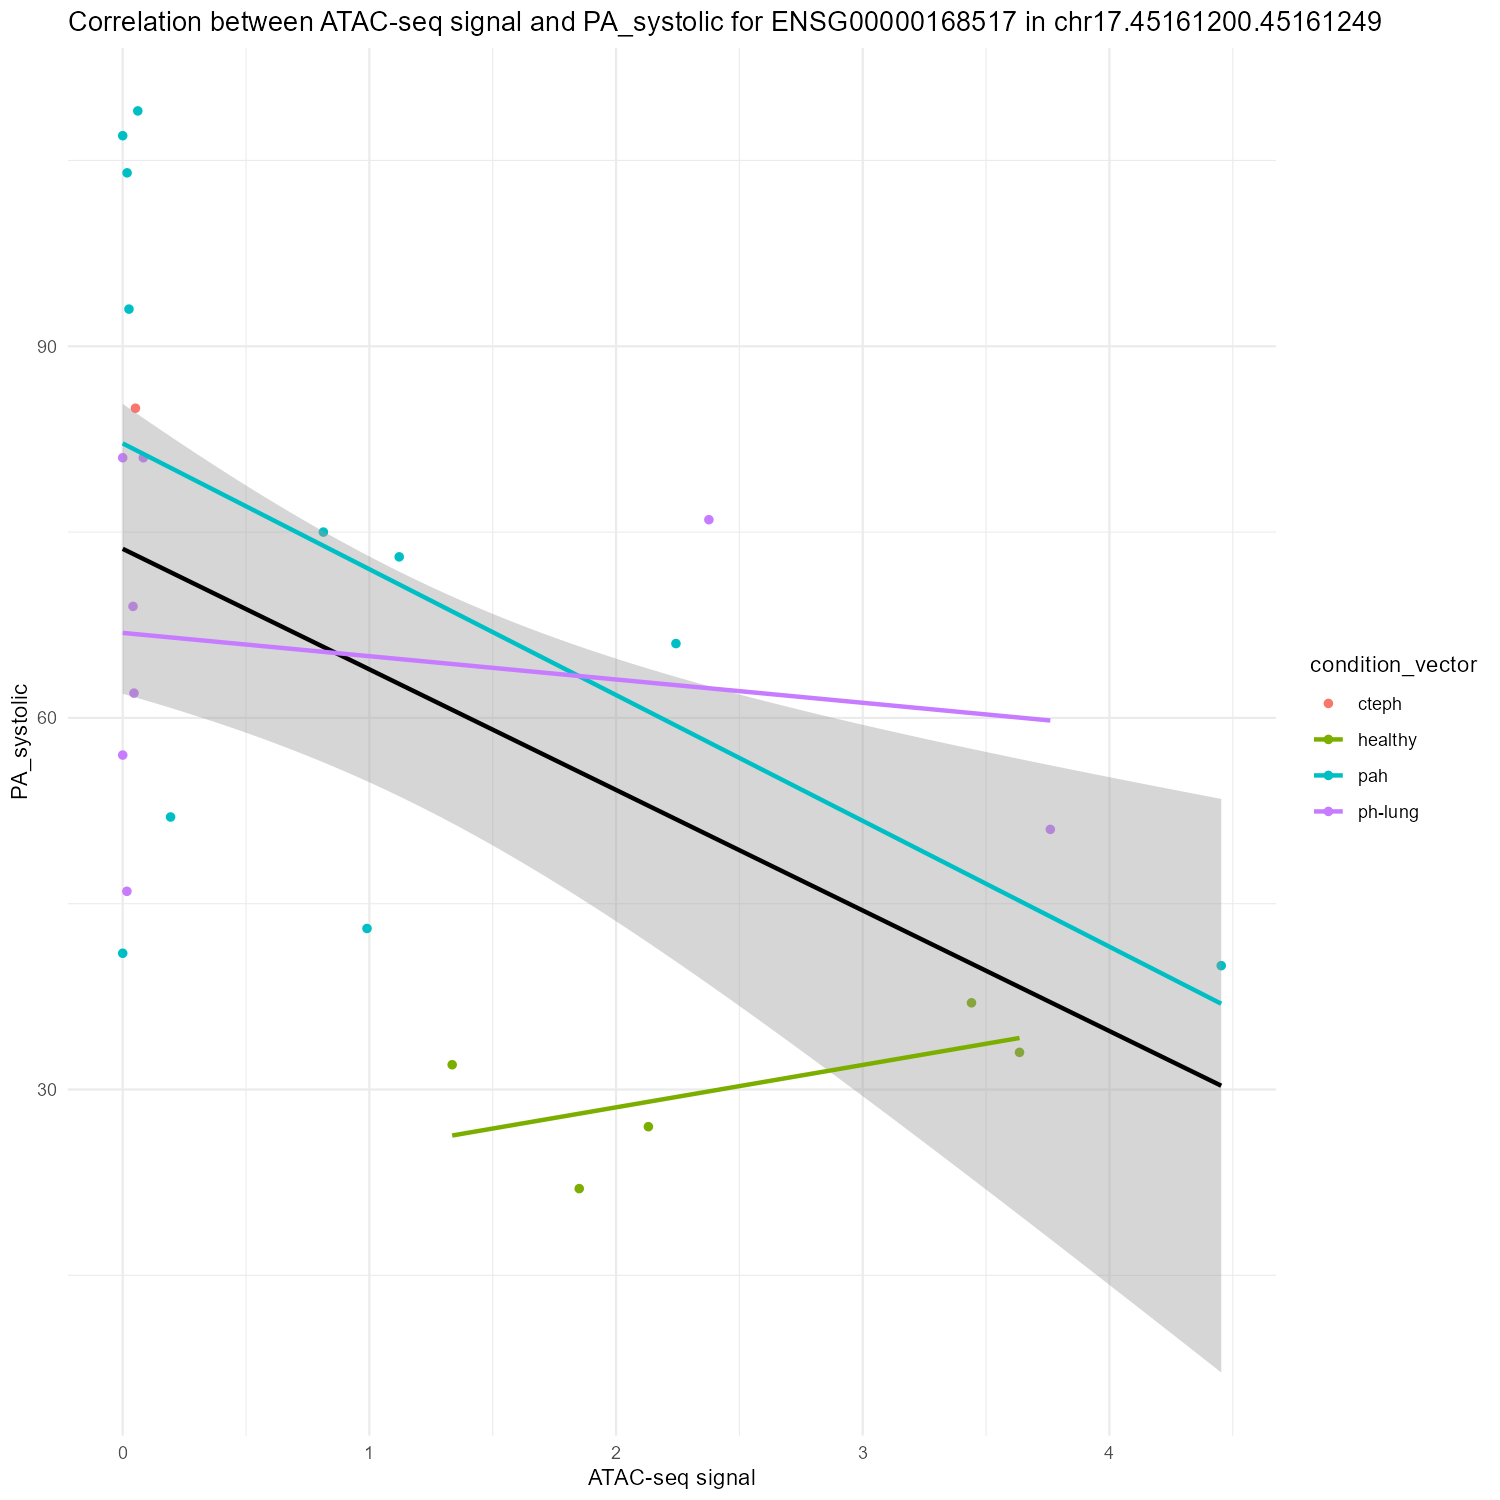 Correlation between ATAC-seq signal and PA_systolic for ENSG00000168517 in chr17.45161200.45161249
PA_systolic
90
60
30
0 1 2 3 4
ATAC-seq signal
condition_vector
cteph
healthy
pah
ph-lung